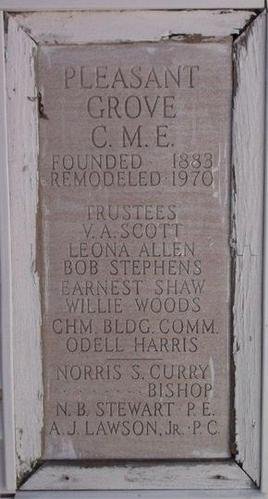 PLEASANT
GROVE
C. M. E.
FOUNDED 1883
REMODELED 1970
TRUSTEES
V. A. SCOTT
LEONA ALLEN
BOB STEPHENS
EARNEST SHAW
WILLIE WOODS
CHM. BLDG. COMM.
ODELL HARRIS
NORRIS S. CURRY
BISHOP
N. B. STEWART P. E.
A. J. LAWSON, JR. P. C.